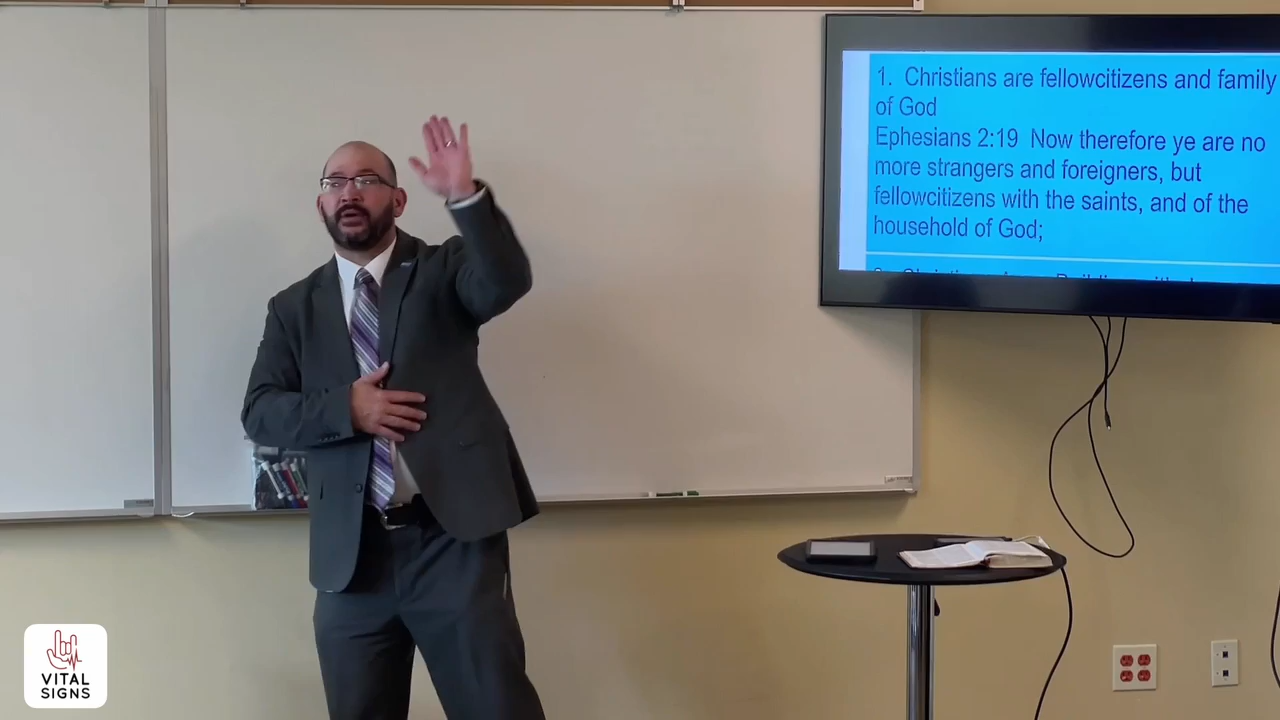 1. Christians are fellowcitizens and family
of God
Ephesians 2:19 Now therefore ye are no
more strangers and foreigners, but
fellowcitizens with the saints, and of the
household of God;
VITAL
SIGNS